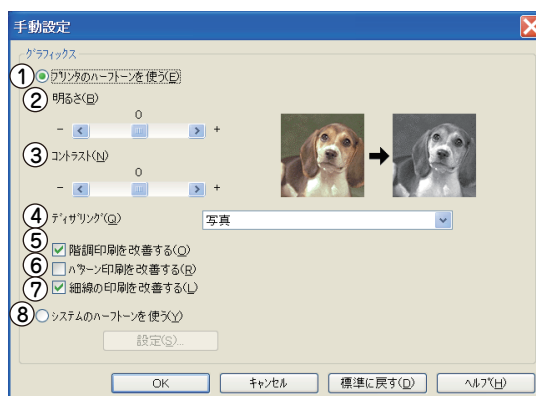 手動設定
グラフィックス
① プリンタのハーフトーンを使う(E)
② 明るさ(B)
0
- +
③ コントラスト(N)
0
- +
④ ディザリング(Q) 写真
⑤ 階調印刷を改善する(O)
⑥ パターン印刷を改善する(R)
⑦ 細線の印刷を改善する(L)
⑧ システムのハーフトーンを使う(Y)
設定(S)...
OK キャンセル 標準に戻す(D) ヘルプ(H)